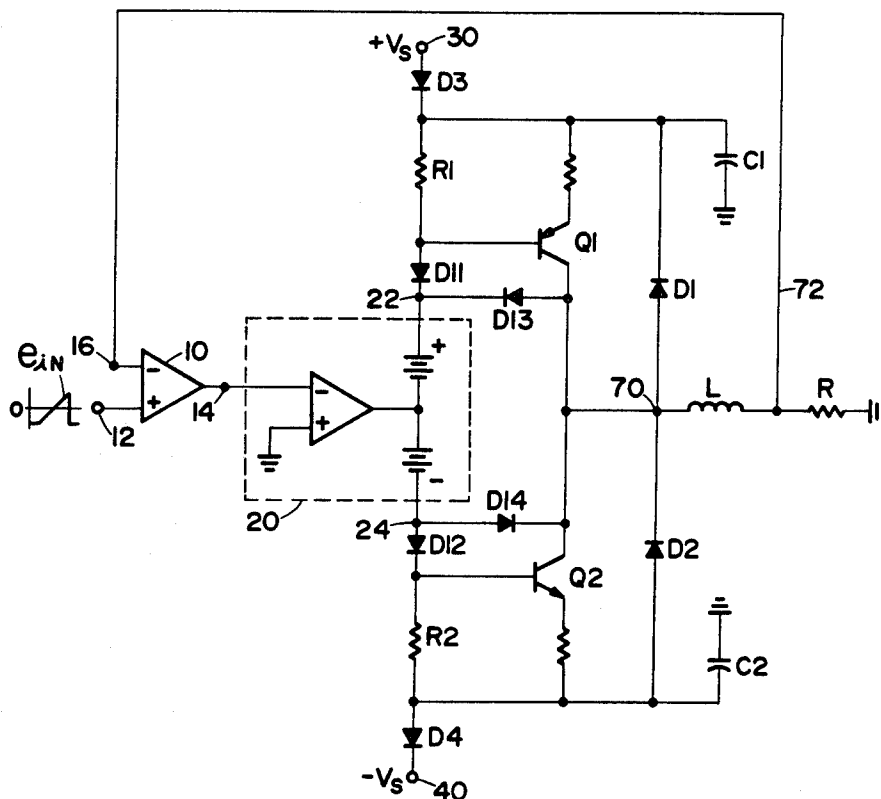 +Vs 30
D3
R1
C1
Q1
D11
22
D13
D1
72
16
10
+
eiN
-
-
0
+
14
+
L
R
12
70
-
20
D14
24
D12
Q2
D2
R2
C2
D4
-Vs 40